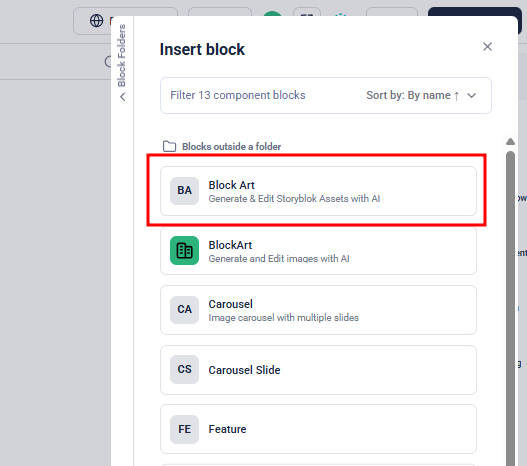 Block Folders
Insert block
Filter 13 component blocks
Sort by: By name ↑
Blocks outside a folder
BA
Block Art
Generate & Edit Storyblok Assets with AI
BlockArt
Generate and Edit images with AI
CA
Carousel
Image carousel with multiple slides
CS
Carousel Slide
FE
Feature